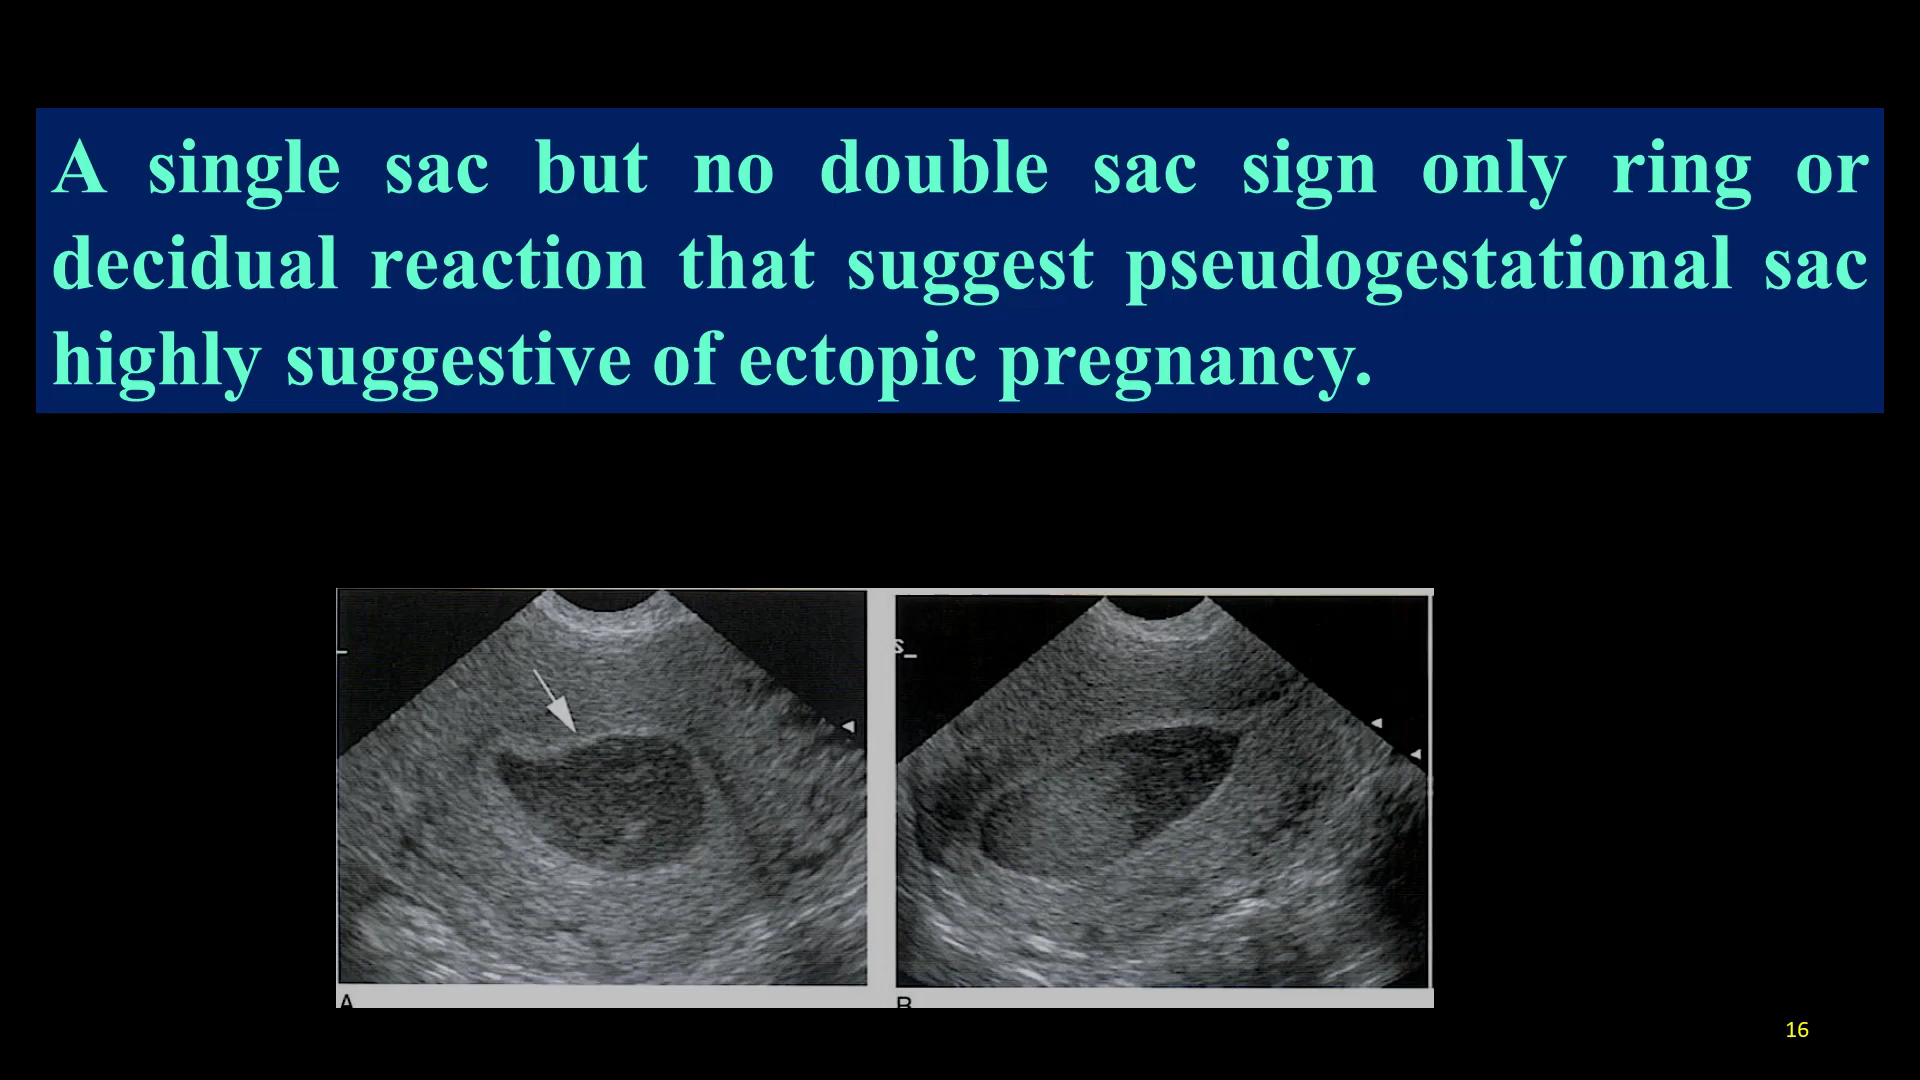 A single sac but no double sac sign only ring or
decidual reaction that suggest pseudogestational sac
highly suggestive of ectopic pregnancy.
S_
A
B
16